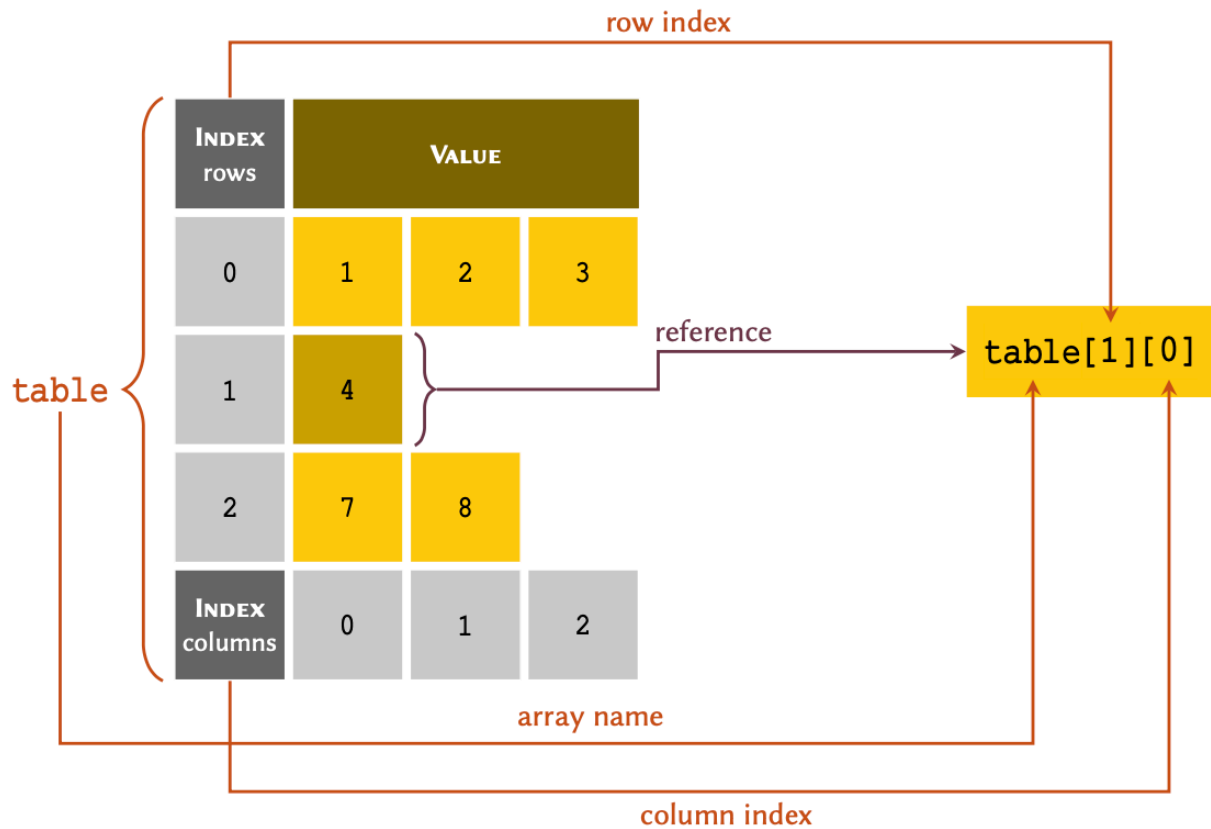 row index
INDEX
rows
VALUE
0 1 2 3
reference
table[1][0]
1 4
table
2 7 8
INDEX
columns
0 1 2
array name
column index